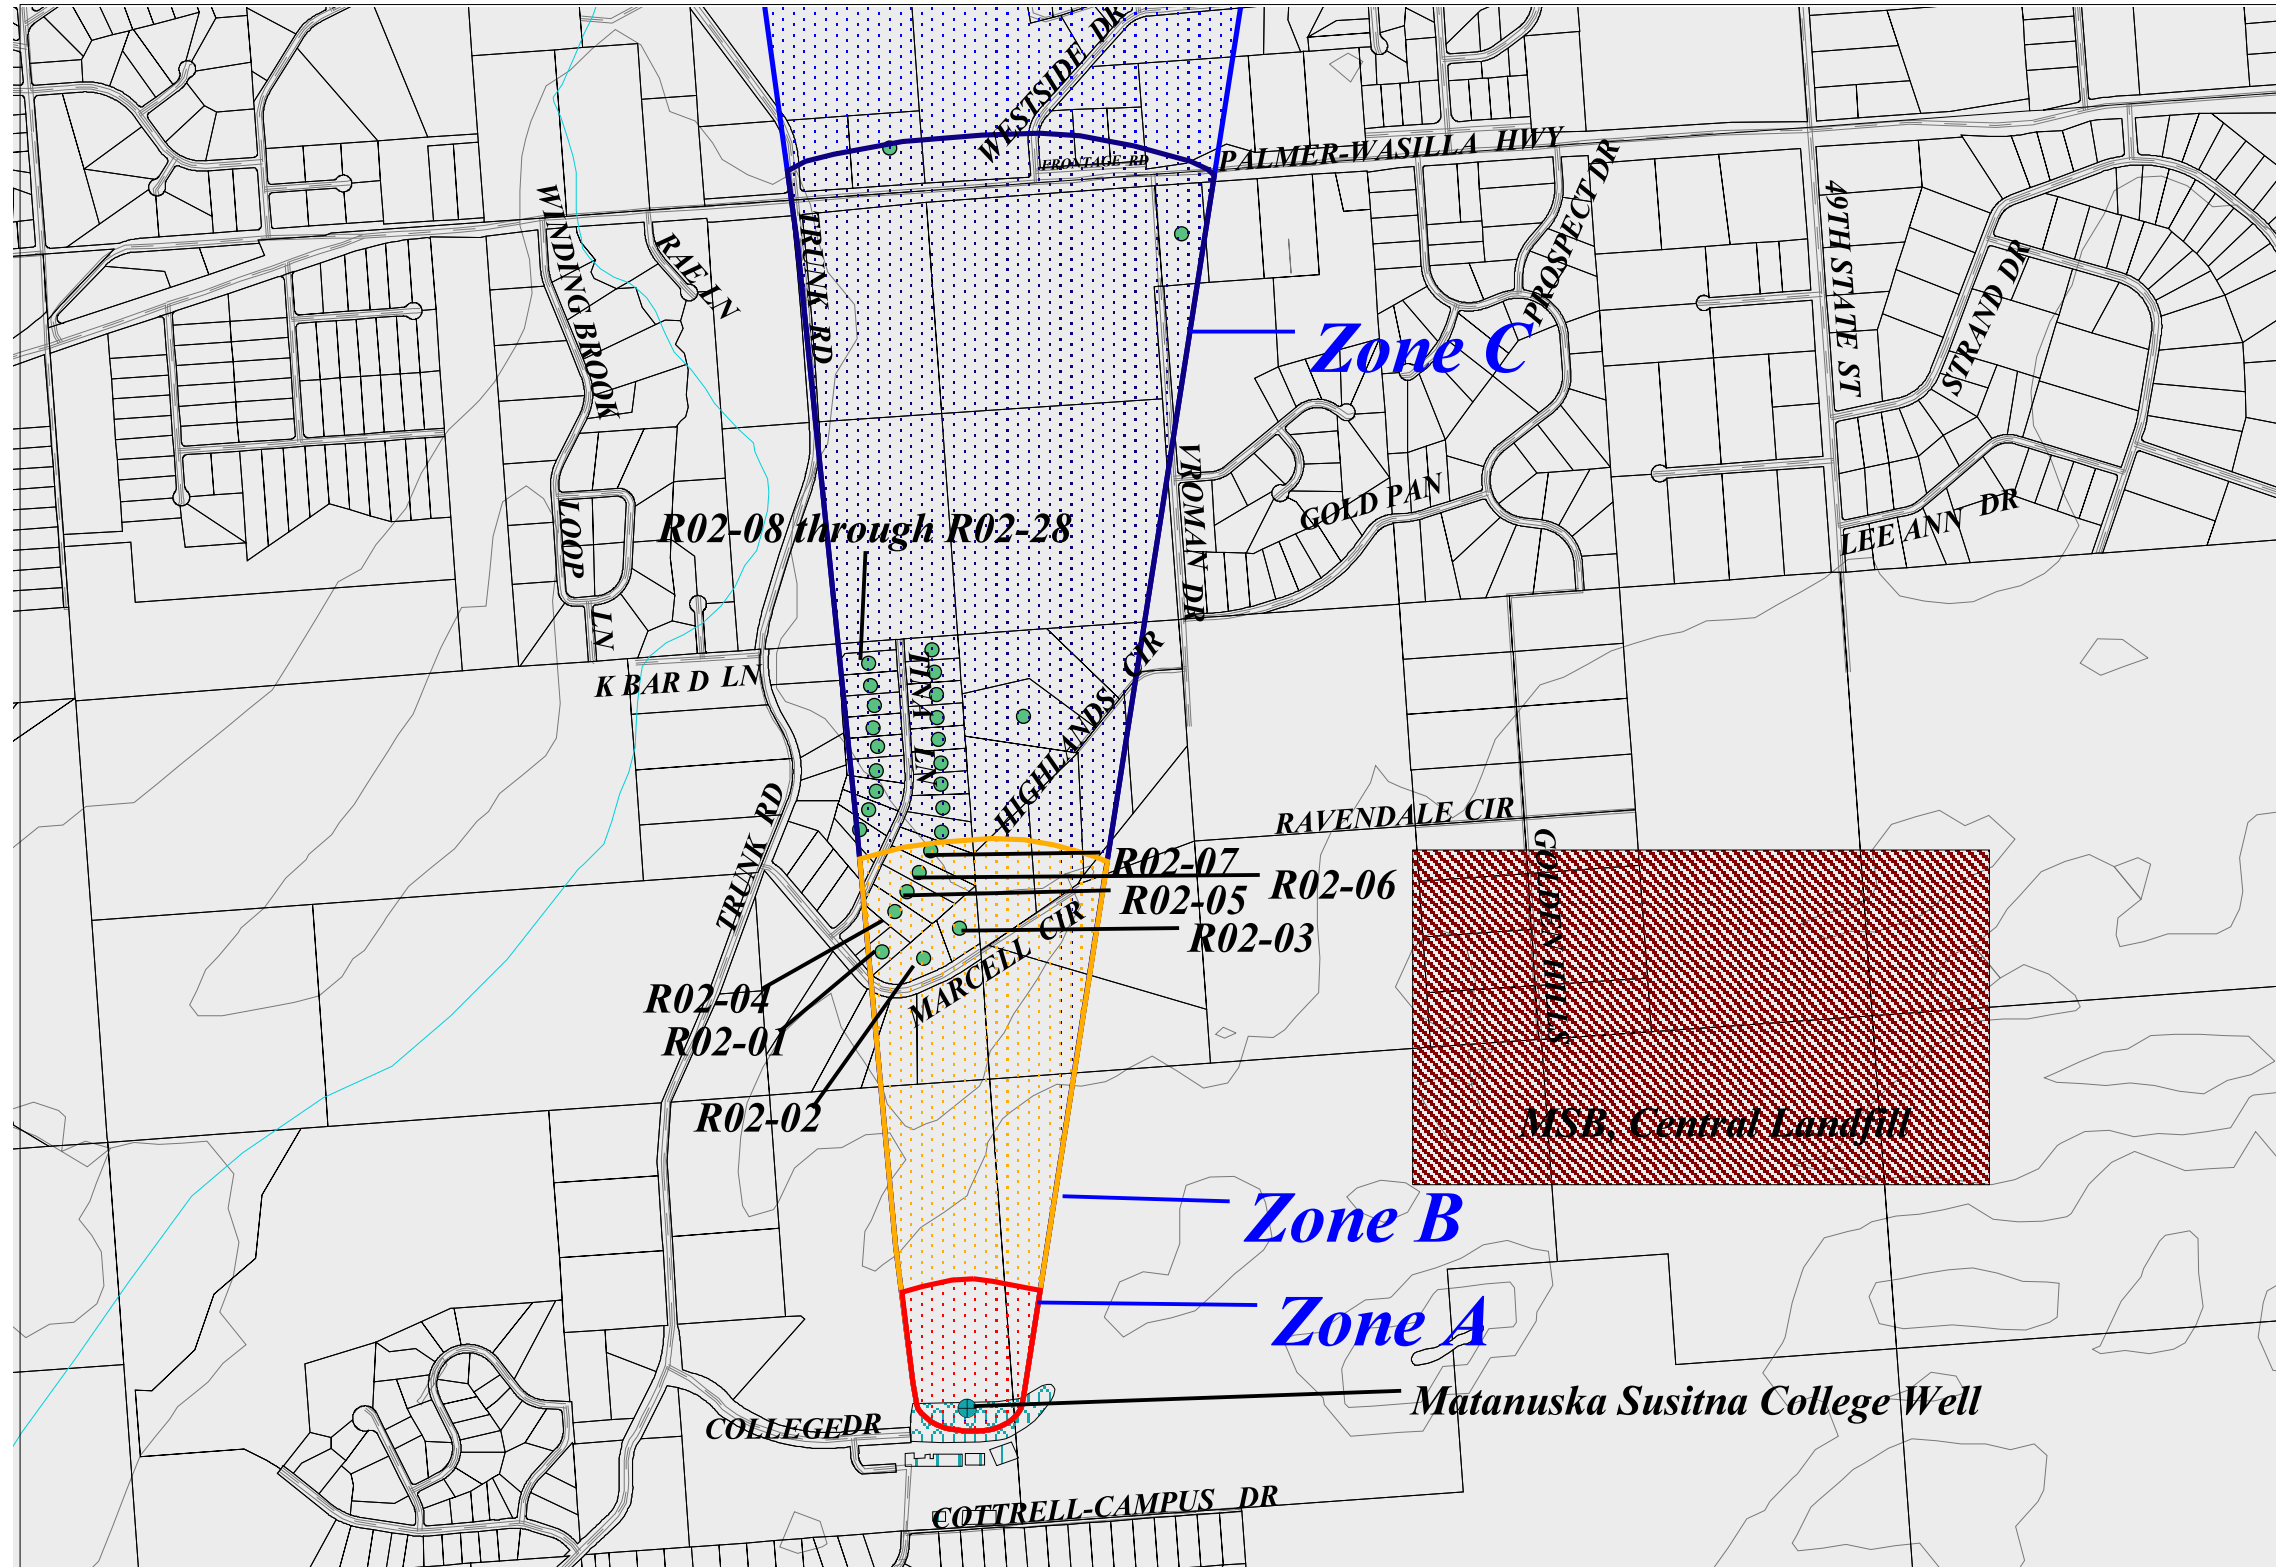 WESTSIDE DR
FRONTAGE RD
PALMER-WASILLA HWY
PROSPECT DR
WINDING BROOK
RAE LN
TRUNK RD
49TH STATE ST
STRAND DR
Zone C
VROMAN DR
GOLD PAN
LEE ANN DR
LOOP
LN
R02-08 through R02-28
K BAR D LN
TINA LN
HIGHLANDS CIR
RAVENDALE CIR
GOLDEN HILLS
TRUNK RD
R02-07
R02-06
R02-05
R02-03
MARCELL CIR
R02-04
R02-01
R02-02
MSB, Central Landfill
Zone B
Zone A
Matanuska Susitna College Well
COLLEGE DR
COTTRELL-CAMPUS DR